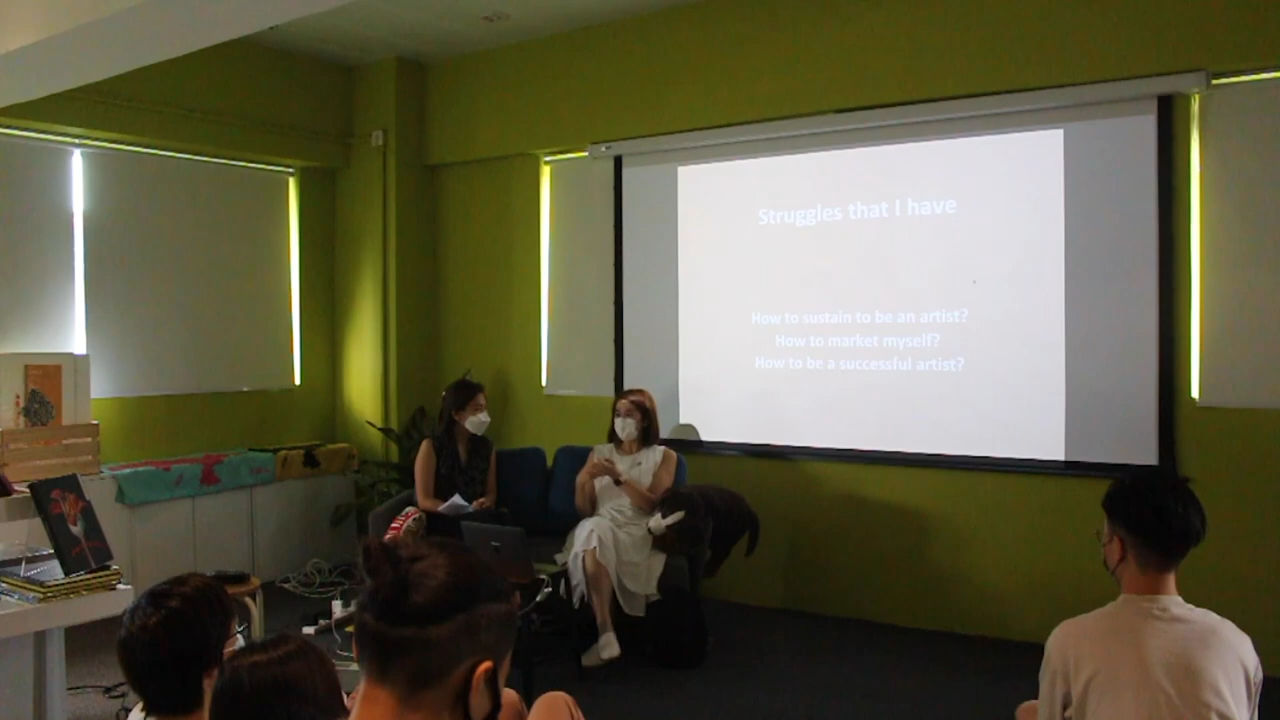 Struggles that I have
How to sustain to be an artist?
How to market myself?
How to be a successful artist?